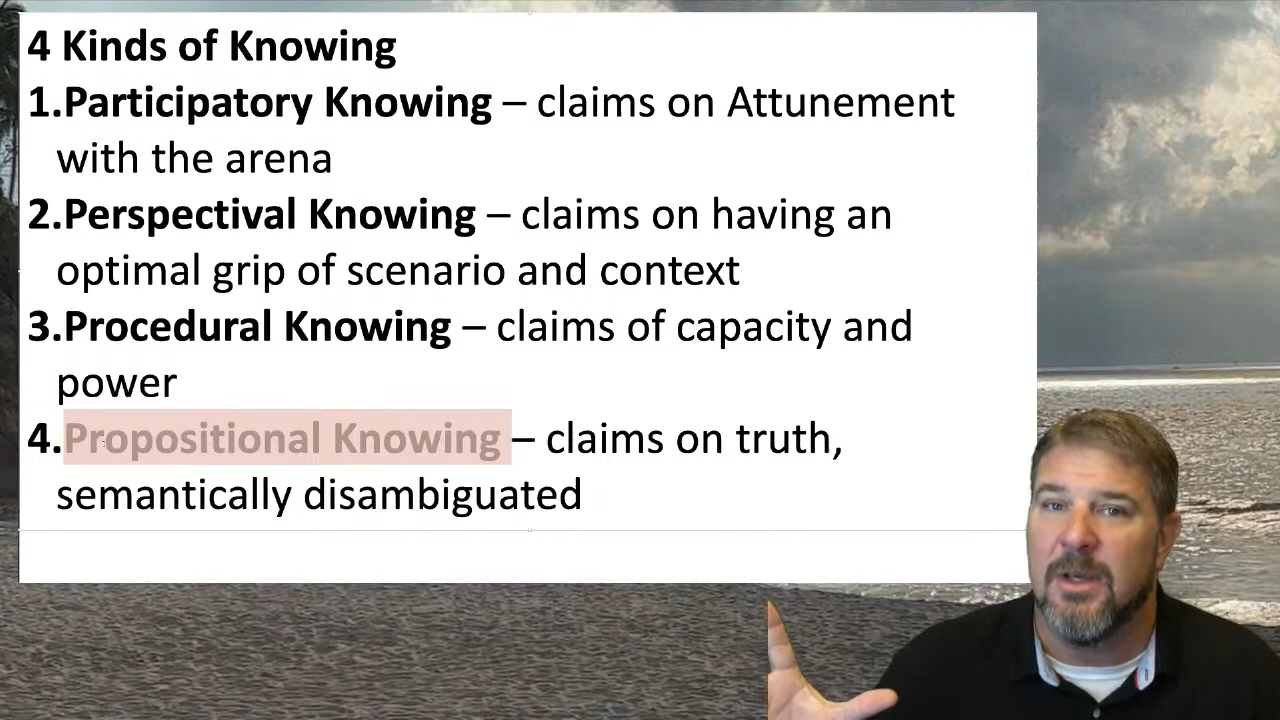 4 Kinds of Knowing
1.Participatory Knowing – claims on Attunement
with the arena
2.Perspectival Knowing – claims on having an
optimal grip of scenario and context
3.Procedural Knowing – claims of capacity and
power
4.Propositional Knowing – claims on truth,
semantically disambiguated